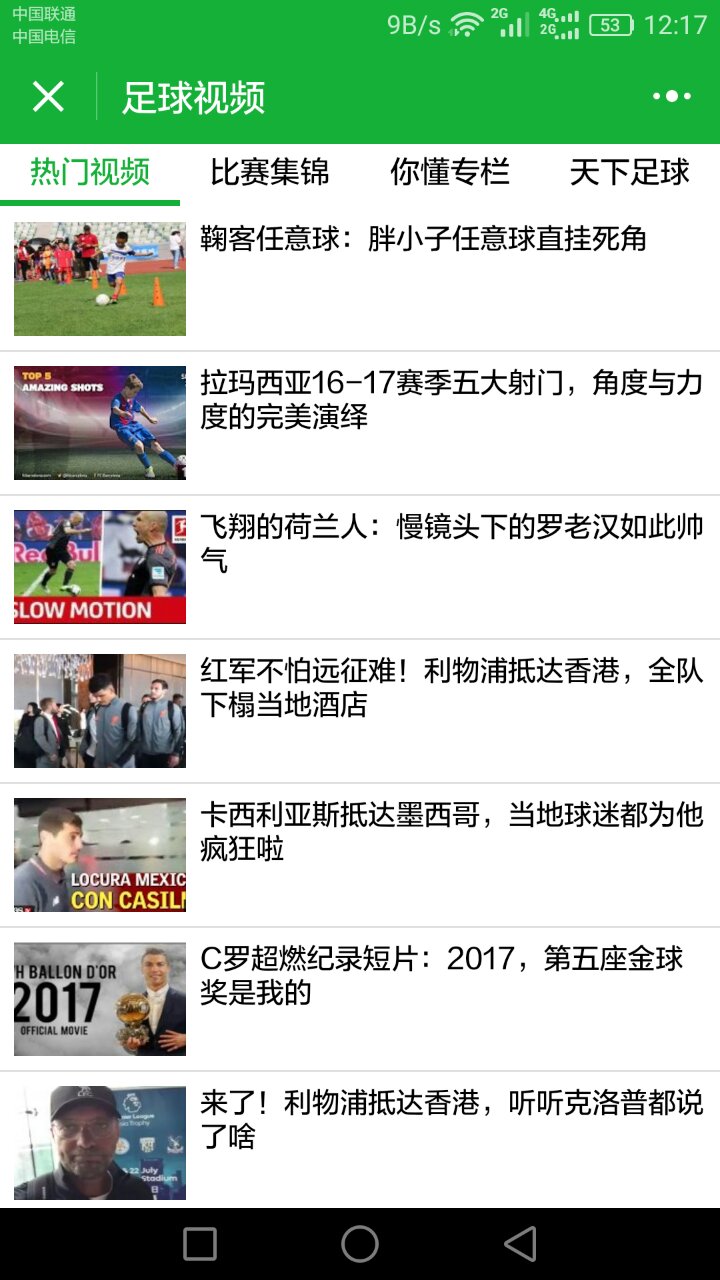 中国联通
中国电信
9B/s 2G 4G 2G 53 12:17
足球视频
热门视频 比赛集锦 你懂专栏 天下足球
鞠客任意球：胖小子任意球直挂死角
TOP 5
AMAZING SHOTS
拉玛西亚16-17赛季五大射门，角度与力
度的完美演绎
RedBull
SLOW MOTION
飞翔的荷兰人：慢镜头下的罗老汉如此帅
气
红军不怕远征难！利物浦抵达香港，全队
下榻当地酒店
LOCURA MEXIC
CON CASIL
卡西利亚斯抵达墨西哥，当地球迷都为他
疯狂啦
H BALLON D'OR
2017
OFFICIAL MOVIE
C罗超燃纪录短片：2017，第五座金球
奖是我的
ier League
sia Trophy
22 July
Stadium
来了！利物浦抵达香港，听听克洛普都说
了啥